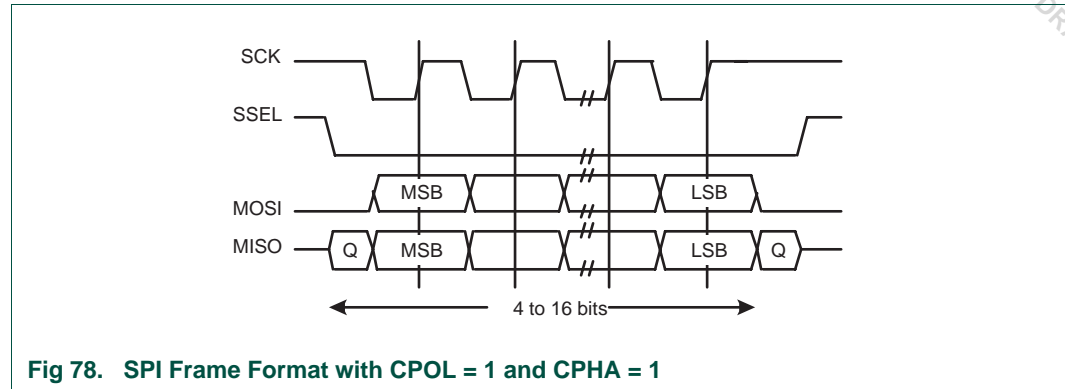 SCK
SSEL
MOSI MSB LSB
MISO Q MSB LSB Q
4 to 16 bits
Fig 78. SPI Frame Format with CPOL = 1 and CPHA = 1